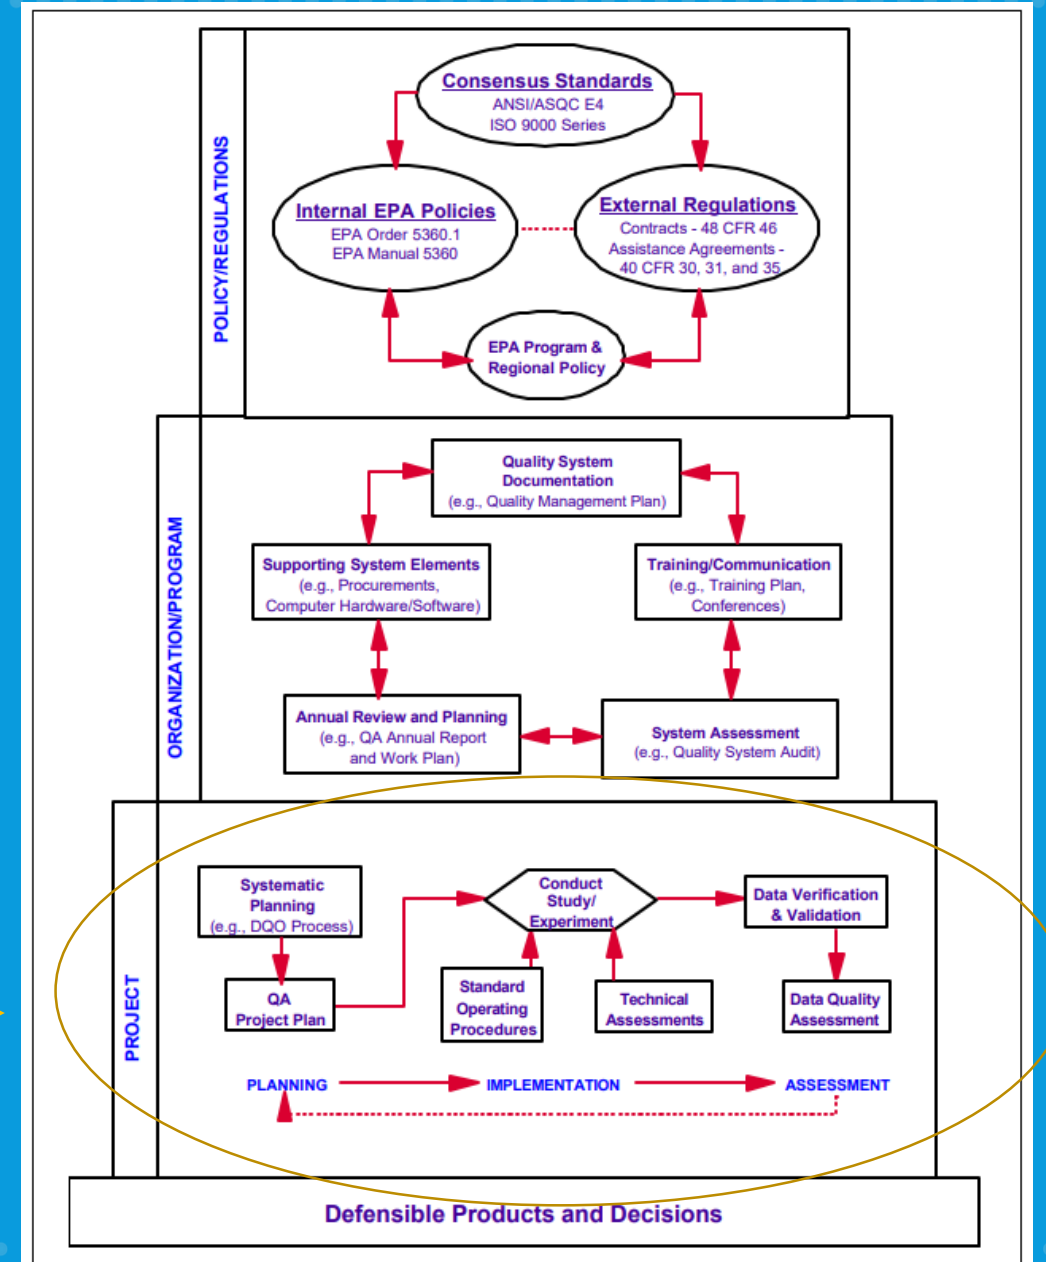 POLICY/REGULATIONS
Consensus Standards
ANSI/ASQC E4
ISO 9000 Series
Internal EPA Policies
EPA Order 5360.1
EPA Manual 5360
External Regulations
Contracts - 48 CFR 46
Assistance Agreements -
40 CFR 30, 31, and 35
EPA Program &
Regional Policy
ORGANIZATION/PROGRAM
Quality System
Documentation
(e.g., Quality Management Plan)
Supporting System Elements
(e.g., Procurements,
Computer Hardware/Software)
Training/Communication
(e.g., Training Plan,
Conferences)
Annual Review and Planning
(e.g., QA Annual Report
and Work Plan)
System Assessment
(e.g., Quality System Audit)
PROJECT
Systematic
Planning
(e.g., DQO Process)
QA
Project Plan
Conduct
Study/
Experiment
Standard
Operating
Procedures
Technical
Assessments
Data Verification
& Validation
Data Quality
Assessment
PLANNING
IMPLEMENTATION
ASSESSMENT
Defensible Products and Decisions